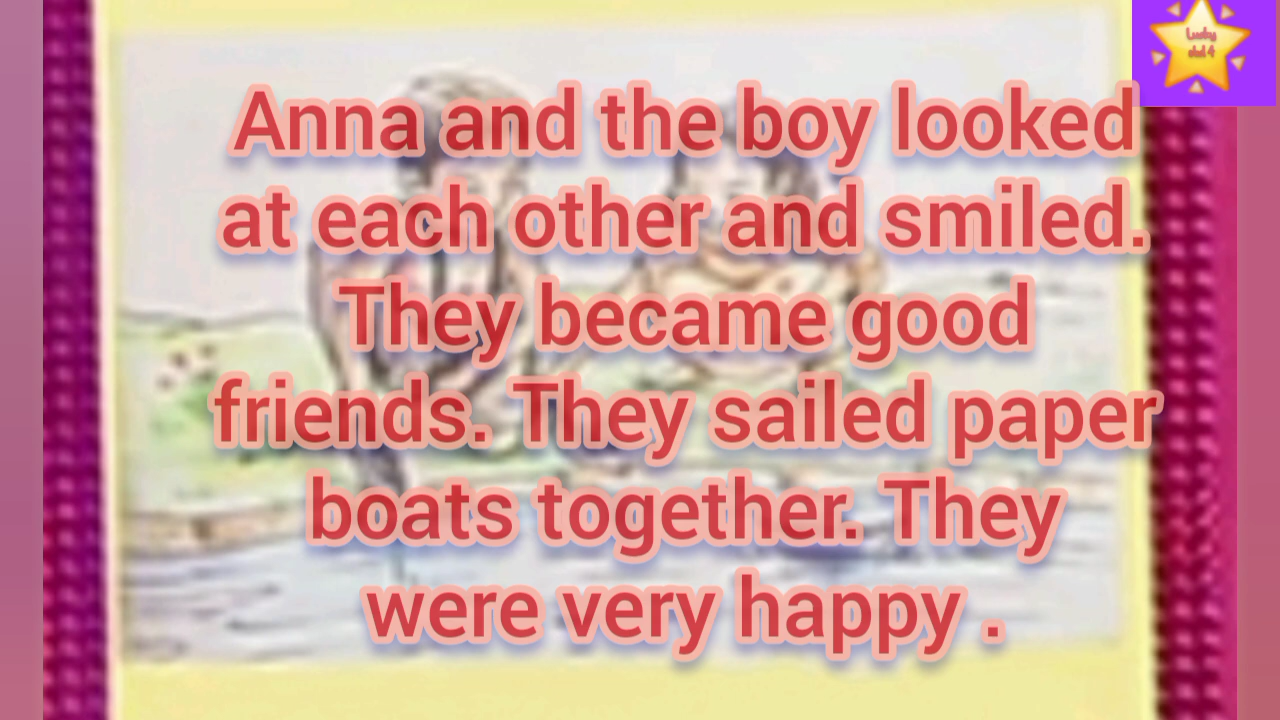 Lucky
Anna and the boy looked
at each other and smiled.
They became good
friends. They sailed paper
boats together. They
were very happy .